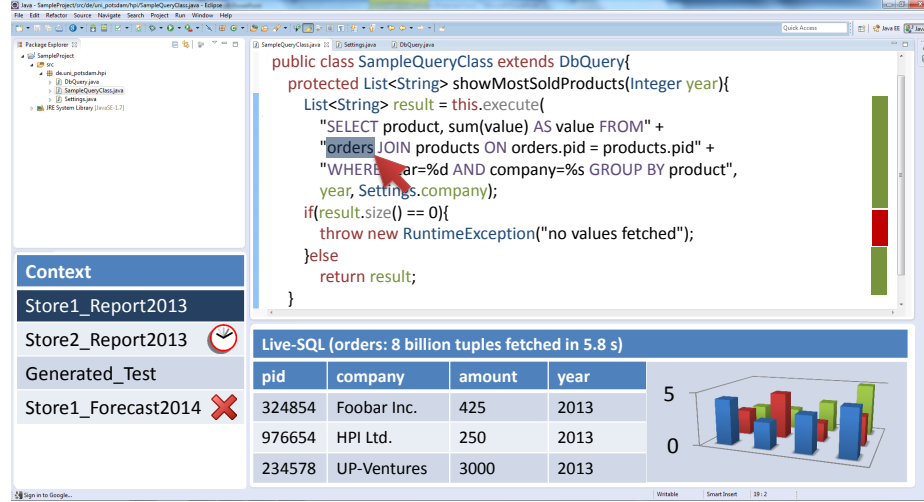 Java - SampleProject/src/de/uni_potsdam/hpi/SampleQueryClass.java - Eclipse
File Edit Refactor Source Navigate Search Project Run Window Help
Quick Access
Java EE
Java
Package Explorer
SampleProject
src
de.uni_potsdam.hpi
DbQuery.java
SampleQueryClass.java
Settings.java
JRE System Library [JavaSE-1.7]
SampleQueryClass.java Settings.java DbQuery.java
public class SampleQueryClass extends DbQuery{
protected List<String> showMostSoldProducts(Integer year){
List<String> result = this.execute(
"SELECT product, sum(value) AS value FROM" +
"orders JOIN products ON orders.pid = products.pid" +
"WHERE ar=%d AND company=%s GROUP BY product",
year, Settings.company);
if(result.size() == 0){
throw new RuntimeException("no values fetched");
}else
return result;
}
Context
Store1_Report2013
Store2_Report2013
Generated_Test
Store1_Forecast2014
Live-SQL (orders: 8 billion tuples fetched in 5.8 s)
pid company amount year
324854 Foobar Inc. 425 2013
976654 HPI Ltd. 250 2013
234578 UP-Ventures 3000 2013
5
0
Sign in to Google...
Writable Smart Insert 19 : 2